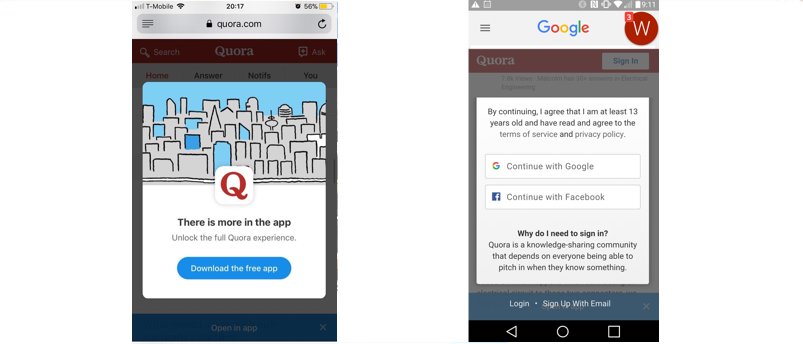 T-Mobile 20:17 56%
quora.com
Search Quora Ask
Home Answer Notifs You
Q
There is more in the app
Unlock the full Quora experience.
Download the free app
Open in app ×
9:11
Google 3 W
Quora Sign In
7.8k Views · Malcolm has 30+ answers in Electrical
Engineering
By continuing, I agree that I am at least 13
years old and have read and agree to the
terms of service and privacy policy.
G Continue with Google
f Continue with Facebook
Why do I need to sign in?
Quora is a knowledge-sharing community
that depends on everyone being able to
pitch in when they know something.
Login • Sign Up With Email ×